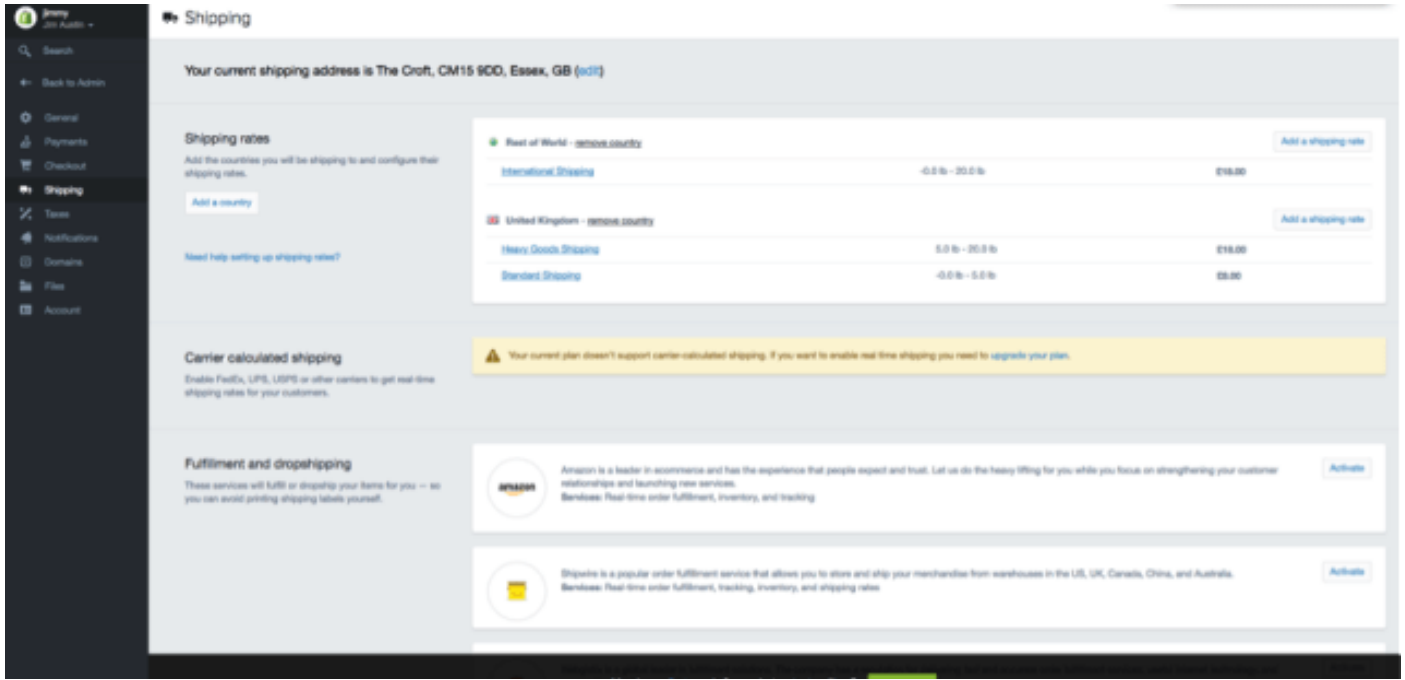 jimmy
Jim Austin
Shipping
Search
Back to Admin
General
Payments
Checkout
Shipping
Taxes
Notifications
Domains
Files
Account
Your current shipping address is The Croft, CM15 9DD, Essex, GB (edit)
Shipping rates
Add the countries you will be shipping to and configure their
shipping rates.
Add a country
Need help setting up shipping rates?
Rest of World - remove country
Add a shipping rate
International Shipping -0.0 lb - 20.0 lb £18.00
United Kingdom - remove country
Add a shipping rate
Heavy Goods Shipping 5.0 lb - 20.0 lb £18.00
Standard Shipping -0.0 lb - 5.0 lb
Carrier calculated shipping
Enable FedEx, UPS, USPS or other carriers to get real-time
shipping rates for your customers.
Your current plan doesn't support carrier-calculated shipping. If you want to enable real time shipping you need to upgrade your plan.
Fulfillment and dropshipping
These services will fulfill or dropship your items for you — so
you can avoid printing shipping labels yourself.
amazon
Amazon is a leader in ecommerce and has the experience that people expect and trust. Let us do the heavy lifting for you while you focus on strengthening your customer
relationships and launching new services.
Services: Real-time order fulfillment, inventory, and tracking
Activate
Shipwire is a popular order fulfillment service that allows you to store and ship your merchandise from warehouses in the US, UK, Canada, China, and Australia.
Services: Real-time order fulfillment, tracking, inventory, and shipping rates
Activate